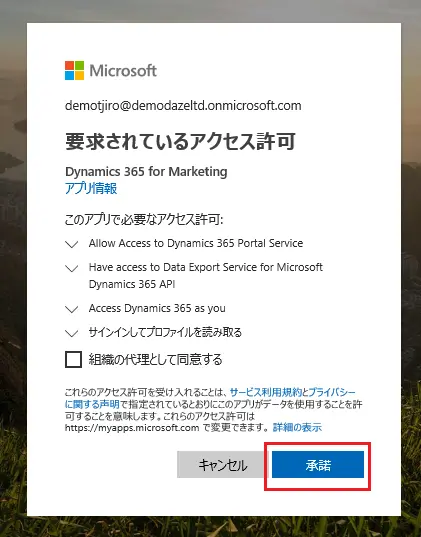 Microsoft
demotjiro@demodazeltd.onmicrosoft.com
要求されているアクセス許可
Dynamics 365 for Marketing
アプリ情報
このアプリで必要なアクセス許可:
Allow Access to Dynamics 365 Portal Service
Have access to Data Export Service for Microsoft
Dynamics 365 API
Access Dynamics 365 as you
サインインしてプロファイルを読み取る
組織の代理として同意する
これらのアクセス許可を受け入れることは、サービス利用規約とプライバシー
に関する声明で指定されているとおりにこのアプリがデータを使用することを許
可することを意味します。これらのアクセス許可は
https://myapps.microsoft.com で変更できます。 詳細の表示
キャンセル 承諾